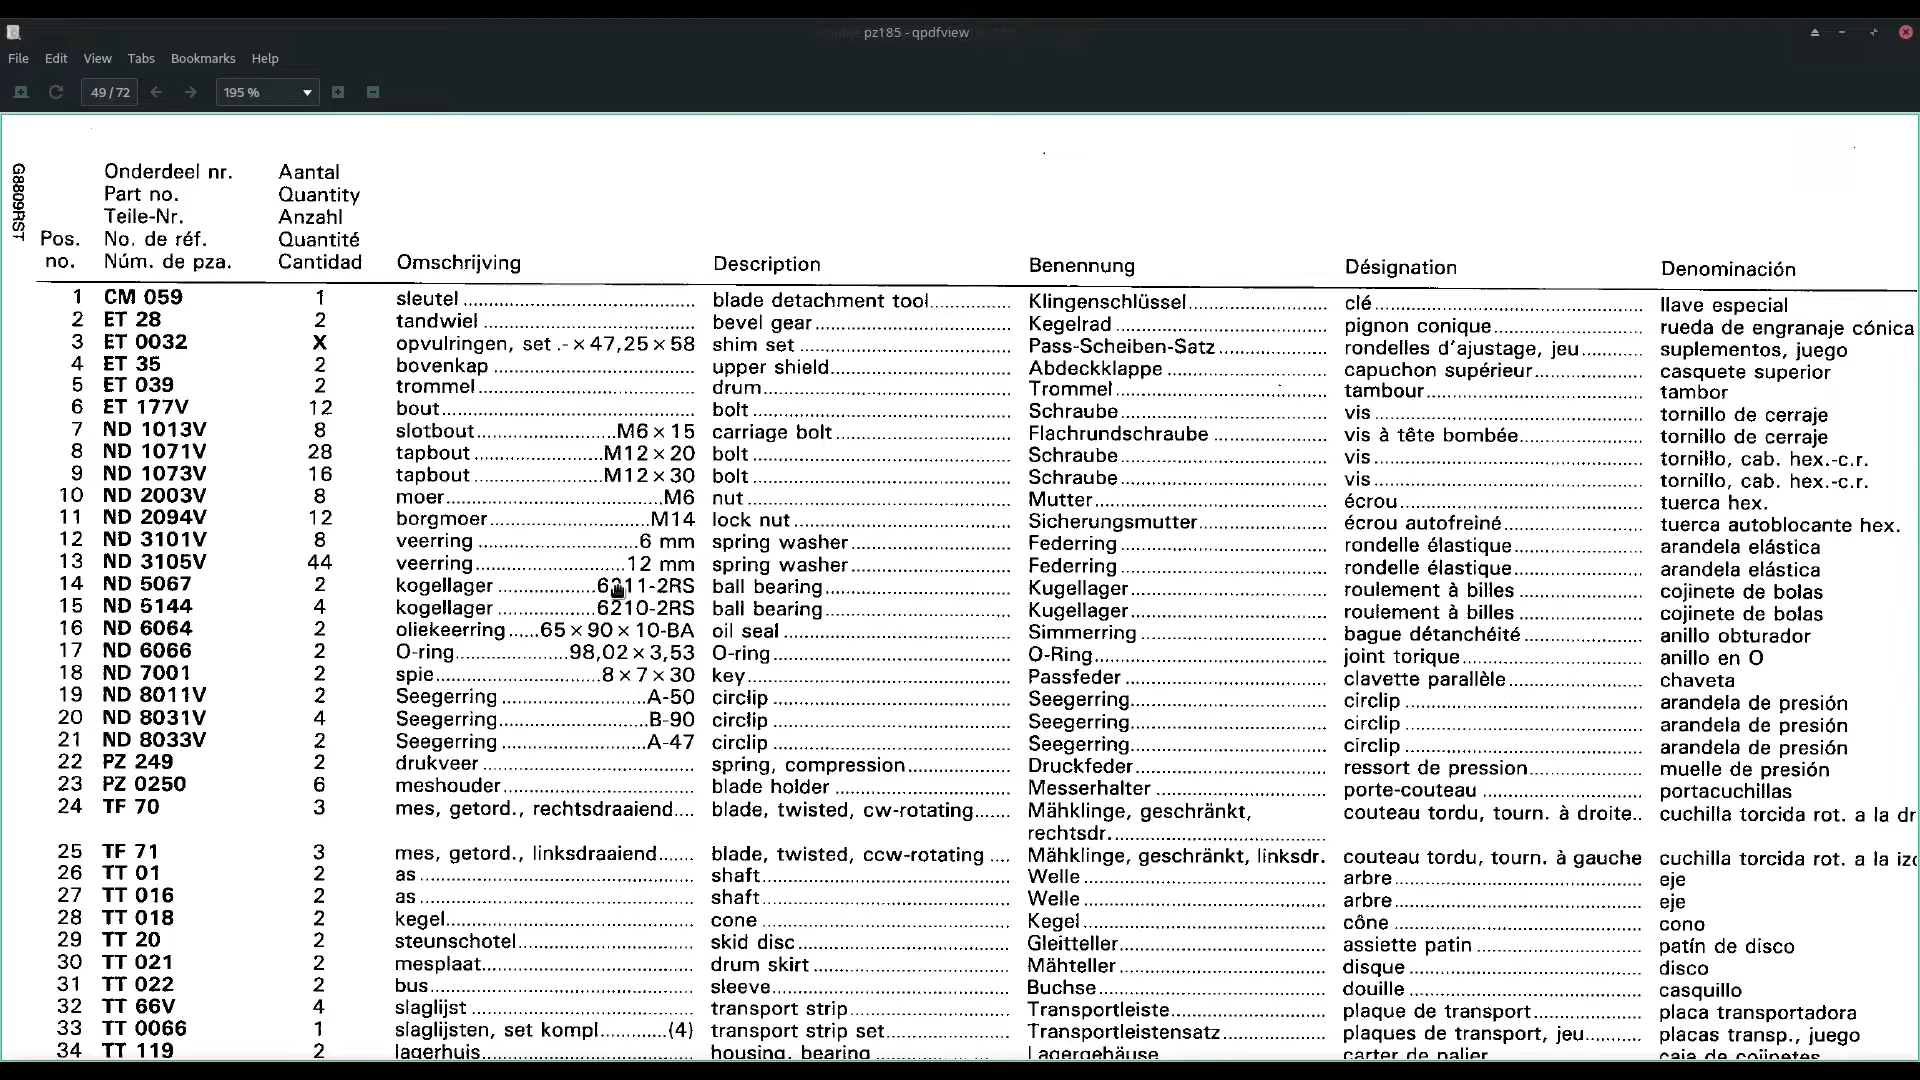 pz185 - qpdfview
File Edit View Tabs Bookmarks Help
49 / 72 195 %
G8809RST
Onderdeel nr. Aantal
Part no. Quantity
Teile-Nr. Anzahl
Pos. No. de réf. Quantité
no. Núm. de pza. Cantidad Omschrijving Description Benennung Désignation Denominación
1 CM 059 1 sleutel blade detachment tool Klingenschlüssel clé llave especial
2 ET 28 2 tandwiel bevel gear Kegelrad pignon conique rueda de engranaje cónica
3 ET 0032 X opvulringen, set .- × 47,25 × 58 shim set Pass-Scheiben-Satz rondelles d'ajustage, jeu suplementos, juego
4 ET 35 2 bovenkap upper shield Abdeckklappe capuchon supérieur casquete superior
5 ET 039 2 trommel drum Trommel tambour tambor
6 ET 177V 12 bout bolt Schraube vis tornillo de cerraje
7 ND 1013V 8 slotbout M6 × 15 carriage bolt Flachrundschraube vis à tête bombée tornillo de cerraje
8 ND 1071V 28 tapbout M12 × 20 bolt Schraube vis tornillo, cab. hex.-c.r.
9 ND 1073V 16 tapbout M12 × 30 bolt Schraube vis tornillo, cab. hex.-c.r.
10 ND 2003V 8 moer M6 nut Mutter écrou tuerca hex.
11 ND 2094V 12 borgmoer M14 lock nut Sicherungsmutter écrou autofreiné tuerca autoblocante hex.
12 ND 3101V 8 veerring 6 mm spring washer Federring rondelle élastique arandela elástica
13 ND 3105V 44 veerring 12 mm spring washer Federring rondelle élastique arandela elástica
14 ND 5067 2 kogellager 6211-2RS ball bearing Kugellager roulement à billes cojinete de bolas
15 ND 5144 4 kogellager 6210-2RS ball bearing Kugellager roulement à billes cojinete de bolas
16 ND 6064 2 oliekeerring 65 × 90 × 10-BA oil seal Simmerring bague détanchéité anillo obturador
17 ND 6066 2 O-ring 98,02 × 3,53 O-ring O-Ring joint torique anillo en O
18 ND 7001 2 spie 8 × 7 × 30 key Passfeder clavette parallèle chaveta
19 ND 8011V 2 Seegerring A-50 circlip Seegerring circlip arandela de presión
20 ND 8031V 4 Seegerring B-90 circlip Seegerring circlip arandela de presión
21 ND 8033V 2 Seegerring A-47 circlip Seegerring circlip arandela de presión
22 PZ 249 2 drukveer spring, compression Druckfeder ressort de pression muelle de presión
23 PZ 0250 6 meshouder blade holder Messerhalter porte-couteau portacuchillas
24 TF 70 3 mes, getord., rechtsdraaiend blade, twisted, cw-rotating Mähklinge, geschränkt, couteau tordu, tourn. à droite.. cuchilla torcida rot. a la dr
rechtsdr.
25 TF 71 3 mes, getord., linksdraaiend blade, twisted, ccw-rotating Mähklinge, geschränkt, linksdr. couteau tordu, tourn. à gauche cuchilla torcida rot. a la izq
26 TT 01 2 as shaft Welle arbre eje
27 TT 016 2 as shaft Welle arbre eje
28 TT 018 2 kegel cone Kegel cône cono
29 TT 20 2 steunschotel skid disc Gleitteller assiette patin patín de disco
30 TT 021 2 mesplaat drum skirt Mähteller disque disco
31 TT 022 2 bus sleeve Buchse douille casquillo
32 TT 66V 4 slaglijst transport strip Transportleiste plaque de transport placa transportadora
33 TT 0066 1 slaglijsten, set kompl. (4) transport strip set Transportleistensatz plaques de transport, jeu placas transp., juego
34 TT 119 2 lagerhuis housing, bearing Lagergehäuse carter de palier caja de cojinetes